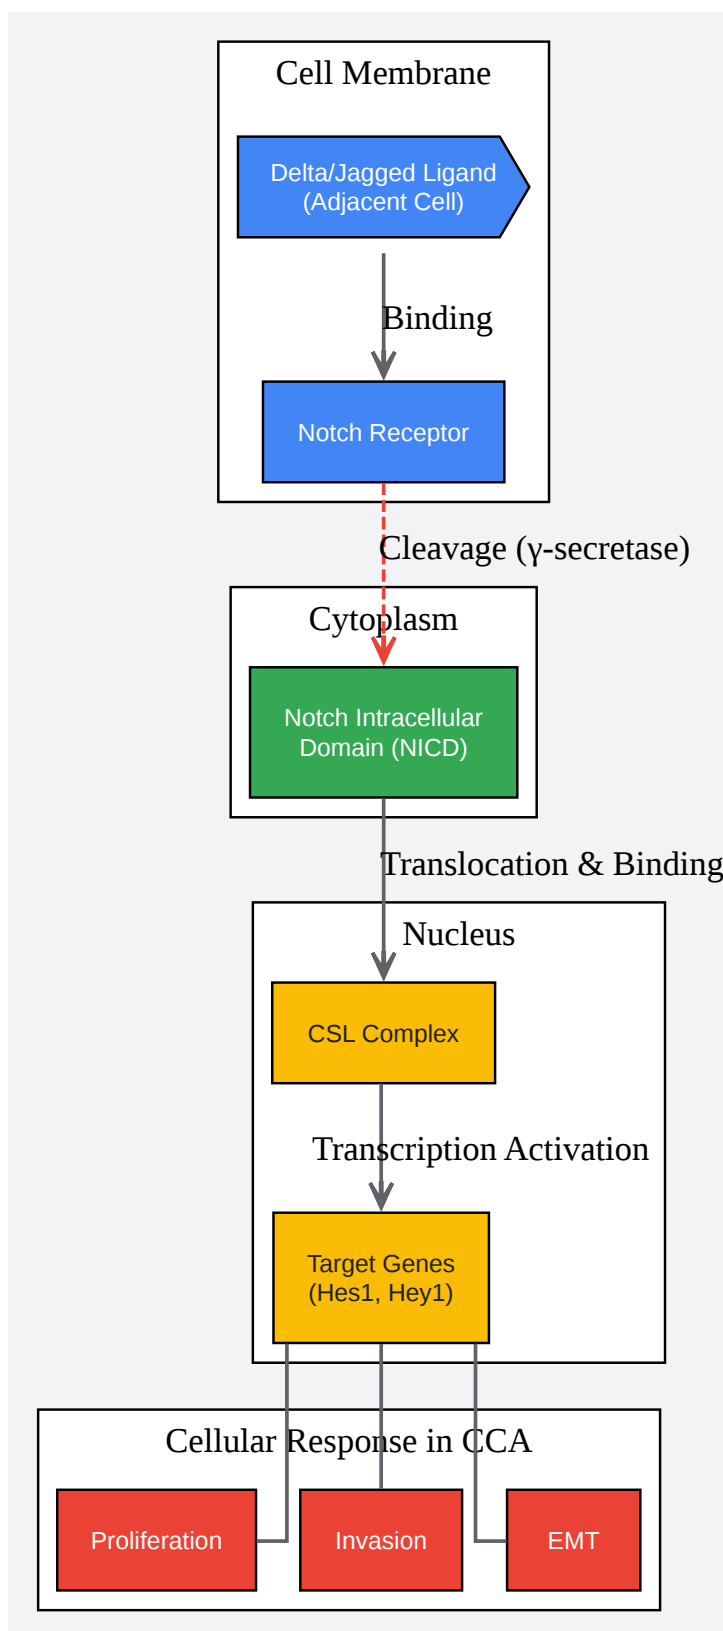 Cell Membrane
Delta/Jagged Ligand
(Adjacent Cell)
Binding
Notch Receptor
Cleavage (γ-secretase)
Cytoplasm
Notch Intracellular
Domain (NICD)
Translocation & Binding
Nucleus
CSL Complex
Transcription Activation
Target Genes
(Hes1, Hey1)
Cellular Response in CCA
Proliferation
Invasion
EMT